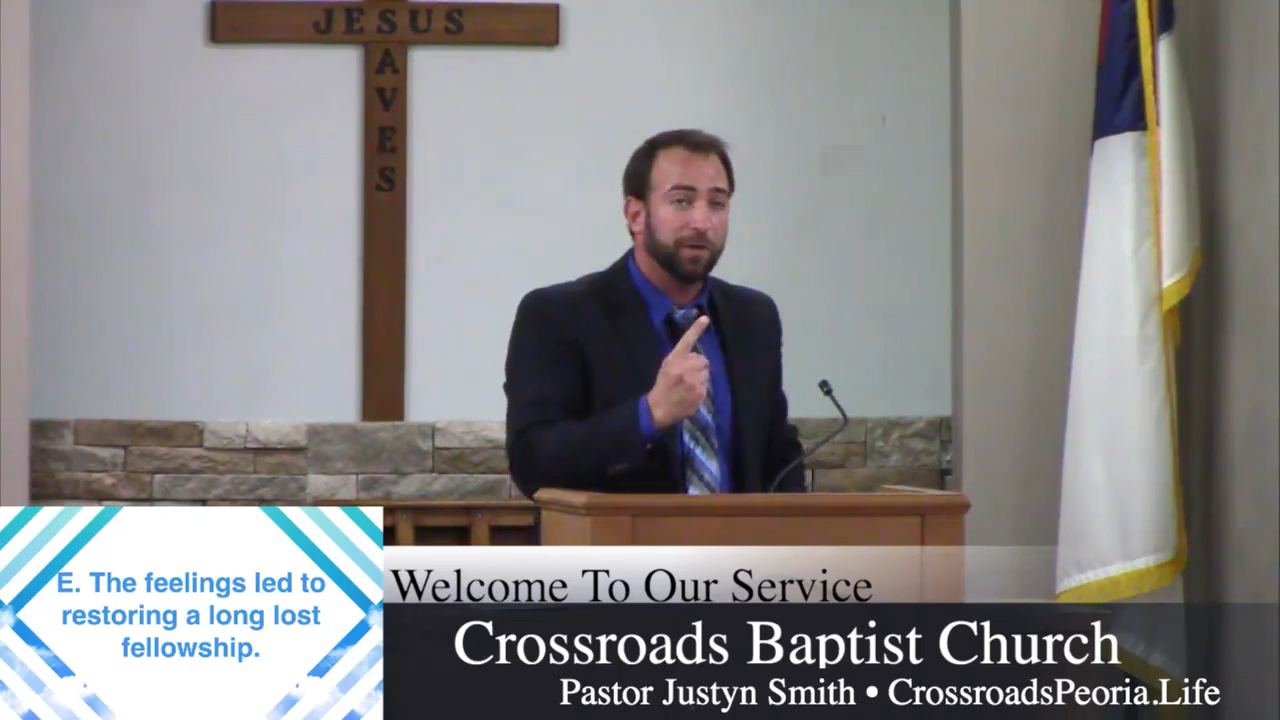 JESUS
SAVES
E. The feelings led to
restoring a long lost
fellowship.
Welcome To Our Service
Crossroads Baptist Church
Pastor Justyn Smith • CrossroadsPeoria.Life